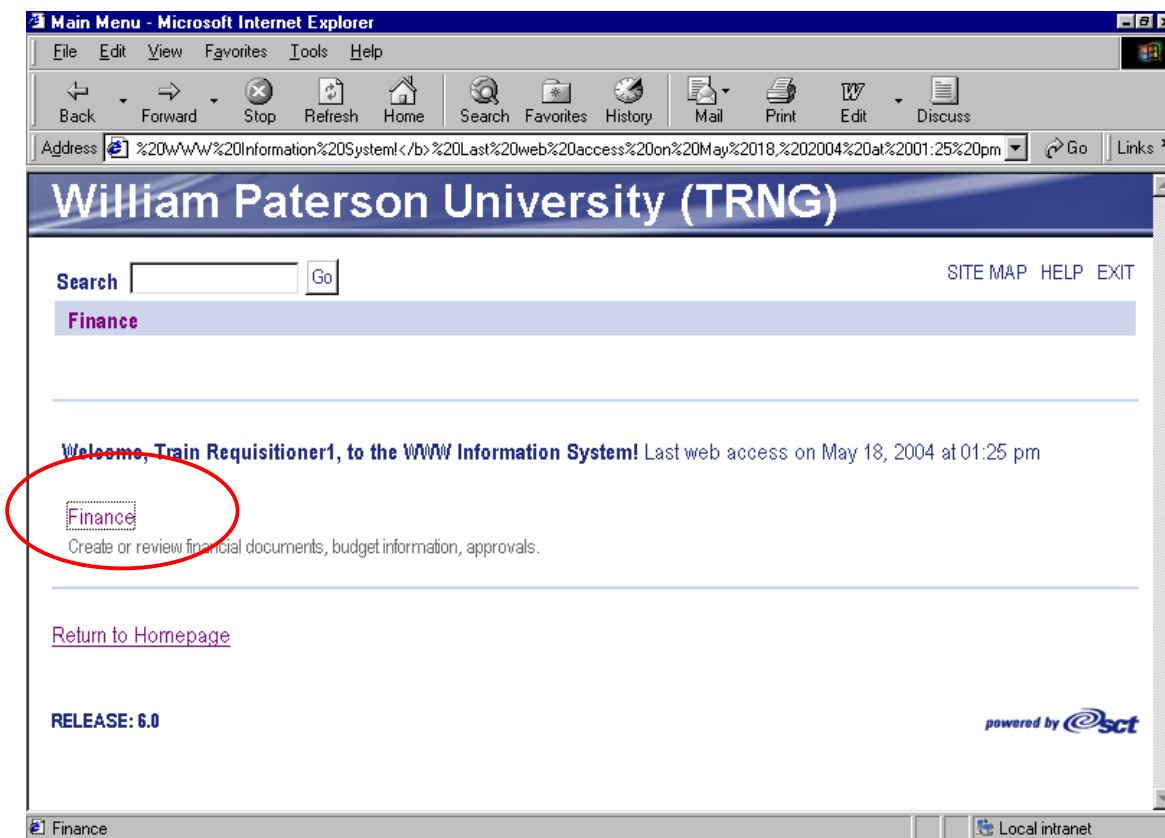 Main Menu - Microsoft Internet Explorer
File Edit View Favorites Tools Help
Back Forward Stop Refresh Home Search Favorites History Mail Print Edit Discuss
Address %20WWW%20Information%20System!</b>%20Last%20web%20access%20on%20May%2018,%202004%20at%2001:25%20pm Go Links
William Paterson University (TRNG)
Search Go SITE MAP HELP EXIT
Finance
Welcome, Train Requisitioner1, to the WWW Information System! Last web access on May 18, 2004 at 01:25 pm
Finance
Create or review financial documents, budget information, approvals.
Return to Homepage
RELEASE: 6.0 powered by sct
Finance Local intranet